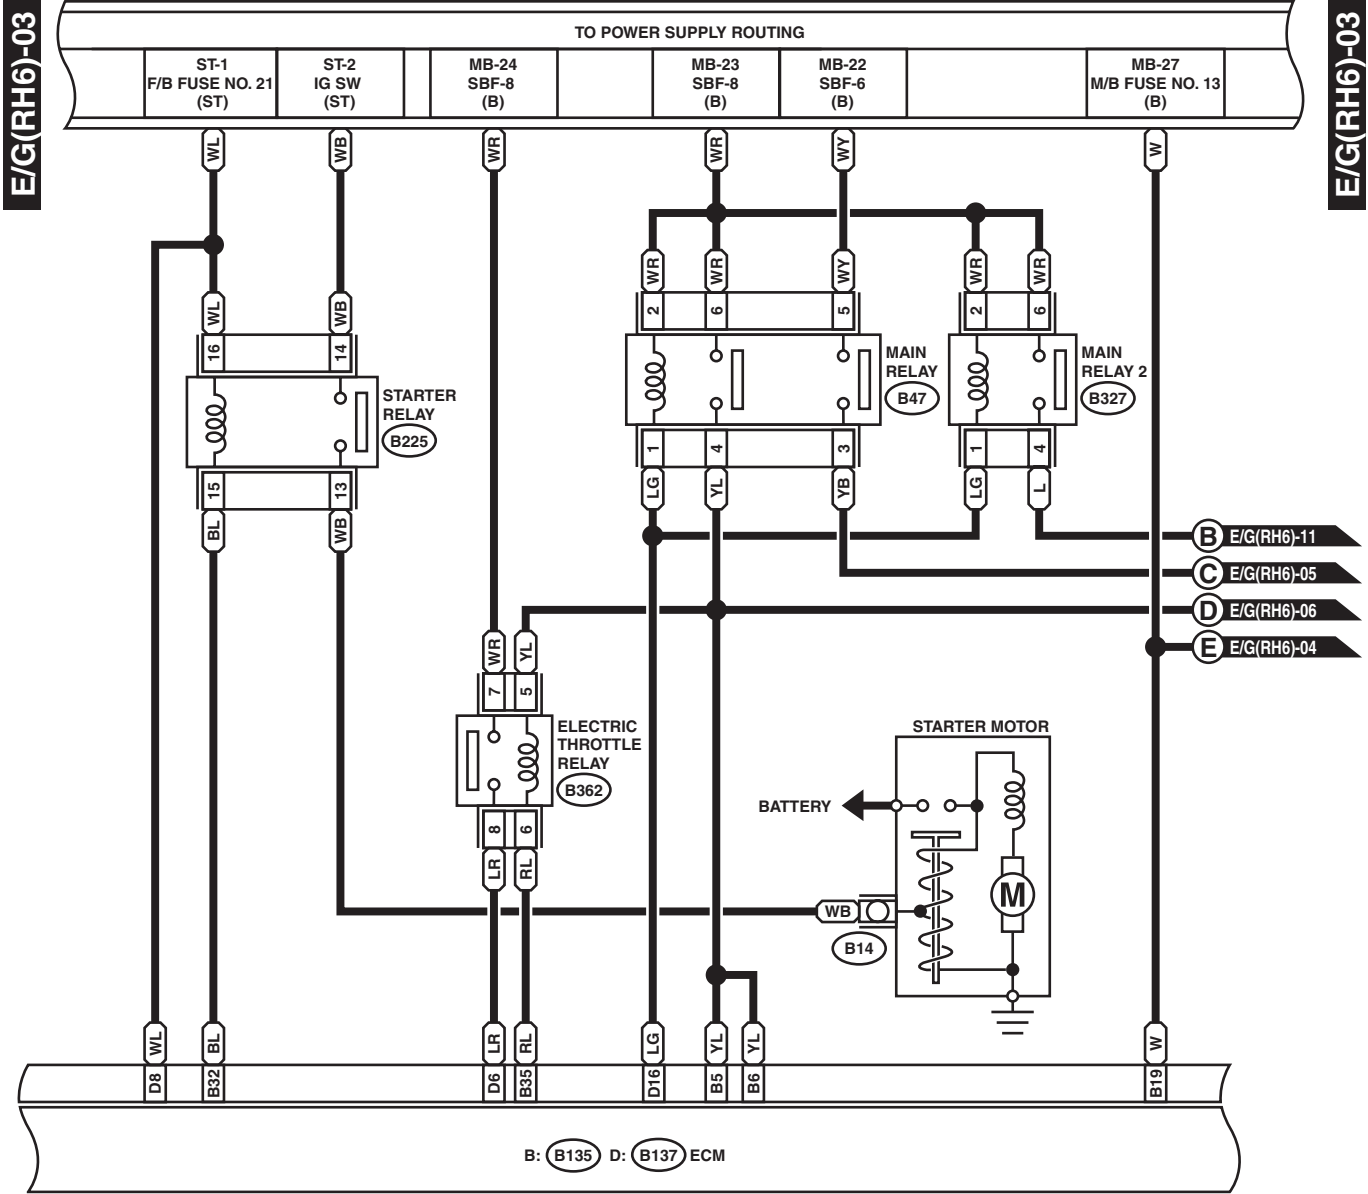 E/G(RH6)-03
E/G(RH6)-03
TO POWER SUPPLY ROUTING
ST-1
F/B FUSE NO. 21
(ST)
ST-2
IG SW
(ST)
MB-24
SBF-8
(B)
MB-23
SBF-8
(B)
MB-22
SBF-6
(B)
MB-27
M/B FUSE NO. 13
(B)
WL
WB
WR
WR
WY
W
WR
WR
WY
WR
WR
2
6
5
2
6
WL
WB
16
14
MAIN
RELAY
B47
MAIN
RELAY 2
B327
STARTER
RELAY
B225
1
4
3
1
4
LG
YL
YB
LG
L
15
13
BL
WB
B
E/G(RH6)-11
C
E/G(RH6)-05
D
E/G(RH6)-06
E
E/G(RH6)-04
WR
YL
7
5
ELECTRIC
THROTTLE
RELAY
B362
8
6
LR
RL
STARTER MOTOR
BATTERY
M
WB
B14
WL
BL
LR
RL
LG
YL
YL
W
D8
B32
D6
B35
D16
B5
B6
B19
B: B135 D: B137 ECM